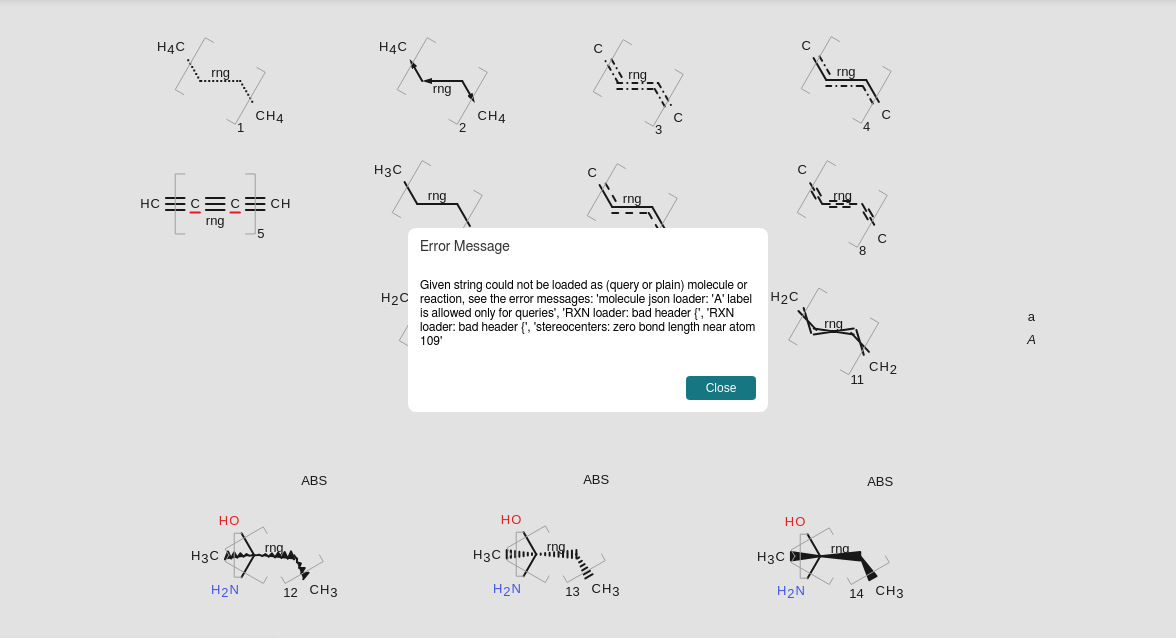 H4C
rng
CH4
1
H4C
rng
CH4
2
C
rng
C
3
C
rng
C
4
HC
C
C
CH
rng
5
H3C
rng
C
rng
C
rng
C
8
Error Message
Given string could not be loaded as (query or plain) molecule or
reaction, see the error messages: 'molecule json loader: 'A' label
is allowed only for queries', 'RXN loader: bad header {', 'RXN
loader: bad header {', 'stereocenters: zero bond length near atom
109'
Close
H2C
H2C
rng
CH2
11
a
A
ABS
HO
rng
H3C
H2N
12
CH3
ABS
HO
rng
H3C
H2N
13
CH3
ABS
HO
rng
H3C
H2N
14
CH3